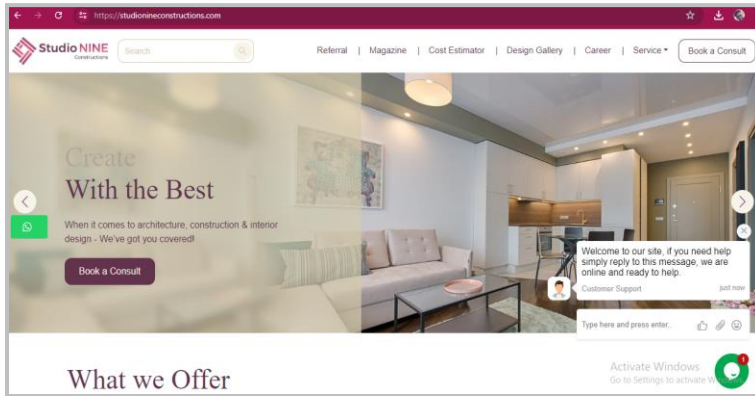 https://studionineconstructions.com
Studio NINE
Constructions
Search
Referral | Magazine | Cost Estimator | Design Gallery | Career | Service
Book a Consult
Create
With the Best
When it comes to architecture, construction & interior
design - We've got you covered!
Book a Consult
Welcome to our site, if you need help
simply reply to this message, we are
online and ready to help.
Customer Support just now
Type here and press enter..
What we Offer
Activate Windows
Go to Settings to activate
1